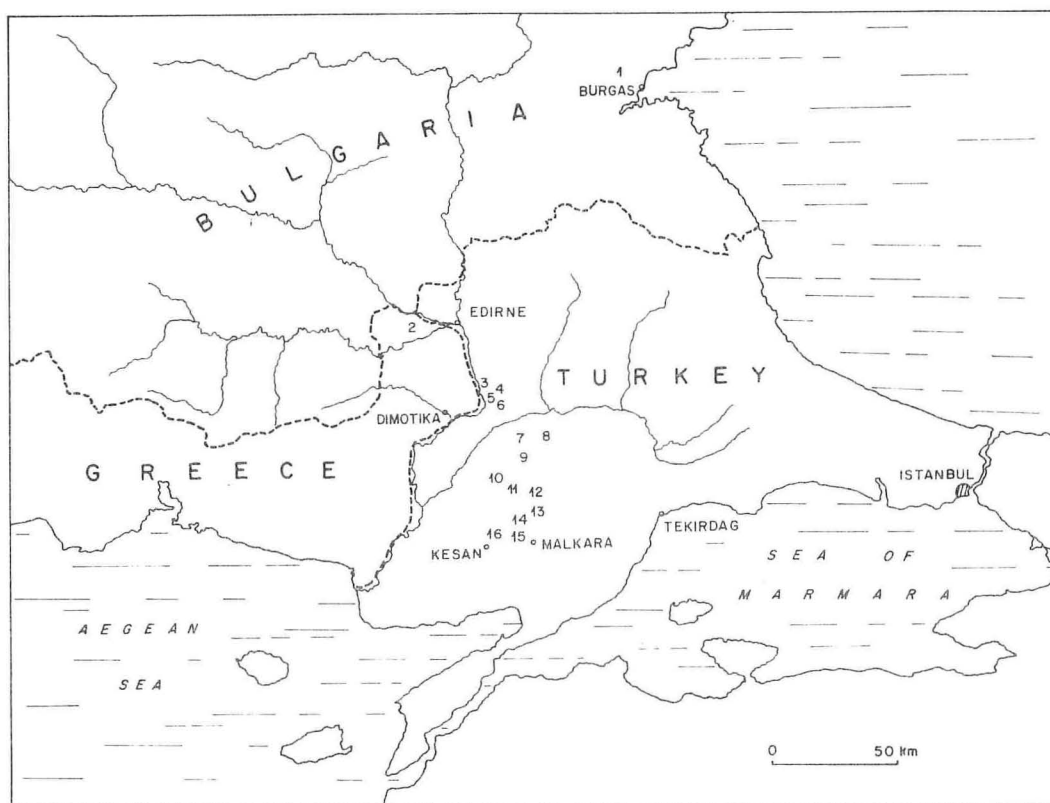 1
BURGAS
BULGARIA
EDIRNE
2
TURKEY
3
4
5
6
DIMOTIKA
7 8
9
GREECE
10
11 12
ISTANBUL
13
14
TEKIRDAG
16 15
KESAN MALKARA
SEA OF
MARMARA
AEGEAN
SEA
0 50 km